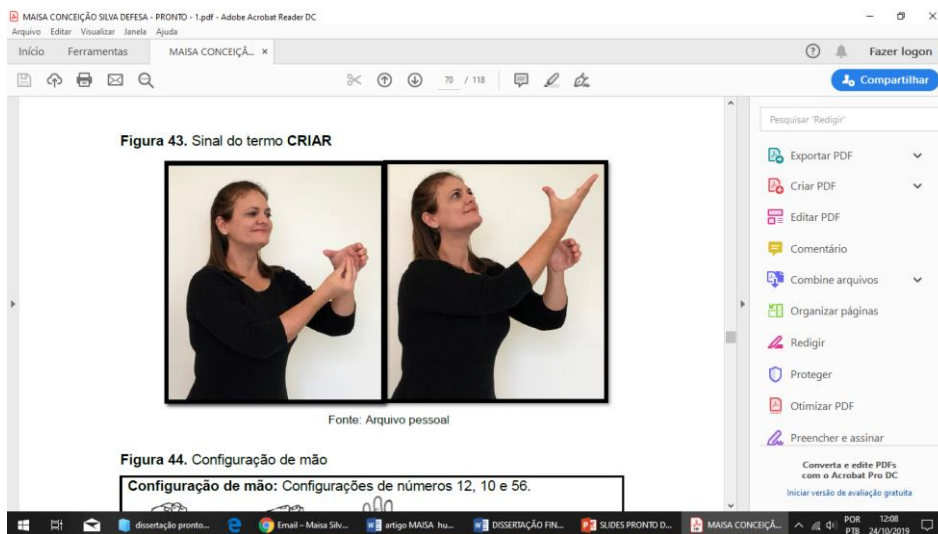 MAISA CONCEIÇÃO SILVA DEFESA - PRONTO - 1.pdf - Adobe Acrobat Reader DC
Arquivo Editar Visualizar Janela Ajuda
Início Ferramentas MAISA CONCEIÇÃ... × Fazer logon
70 / 118 Compartilhar
Figura 43. Sinal do termo CRIAR
Fonte: Arquivo pessoal
Figura 44. Configuração de mão
Configuração de mão: Configurações de números 12, 10 e 56.
Pesquisar 'Redigir'
Exportar PDF
Criar PDF
Editar PDF
Comentário
Combine arquivos
Organizar páginas
Redigir
Proteger
Otimizar PDF
Preencher e assinar
Converta e edite PDFs
com o Acrobat Pro DC
Iniciar versão de avaliação gratuita
dissertação pronto... Email – Maisa Silv... artigo MAISA hu... DISSERTAÇÃO FIN... SLIDES PRONTO D... MAISA CONCEIÇÃ... POR 12:08
PTB 24/10/2019